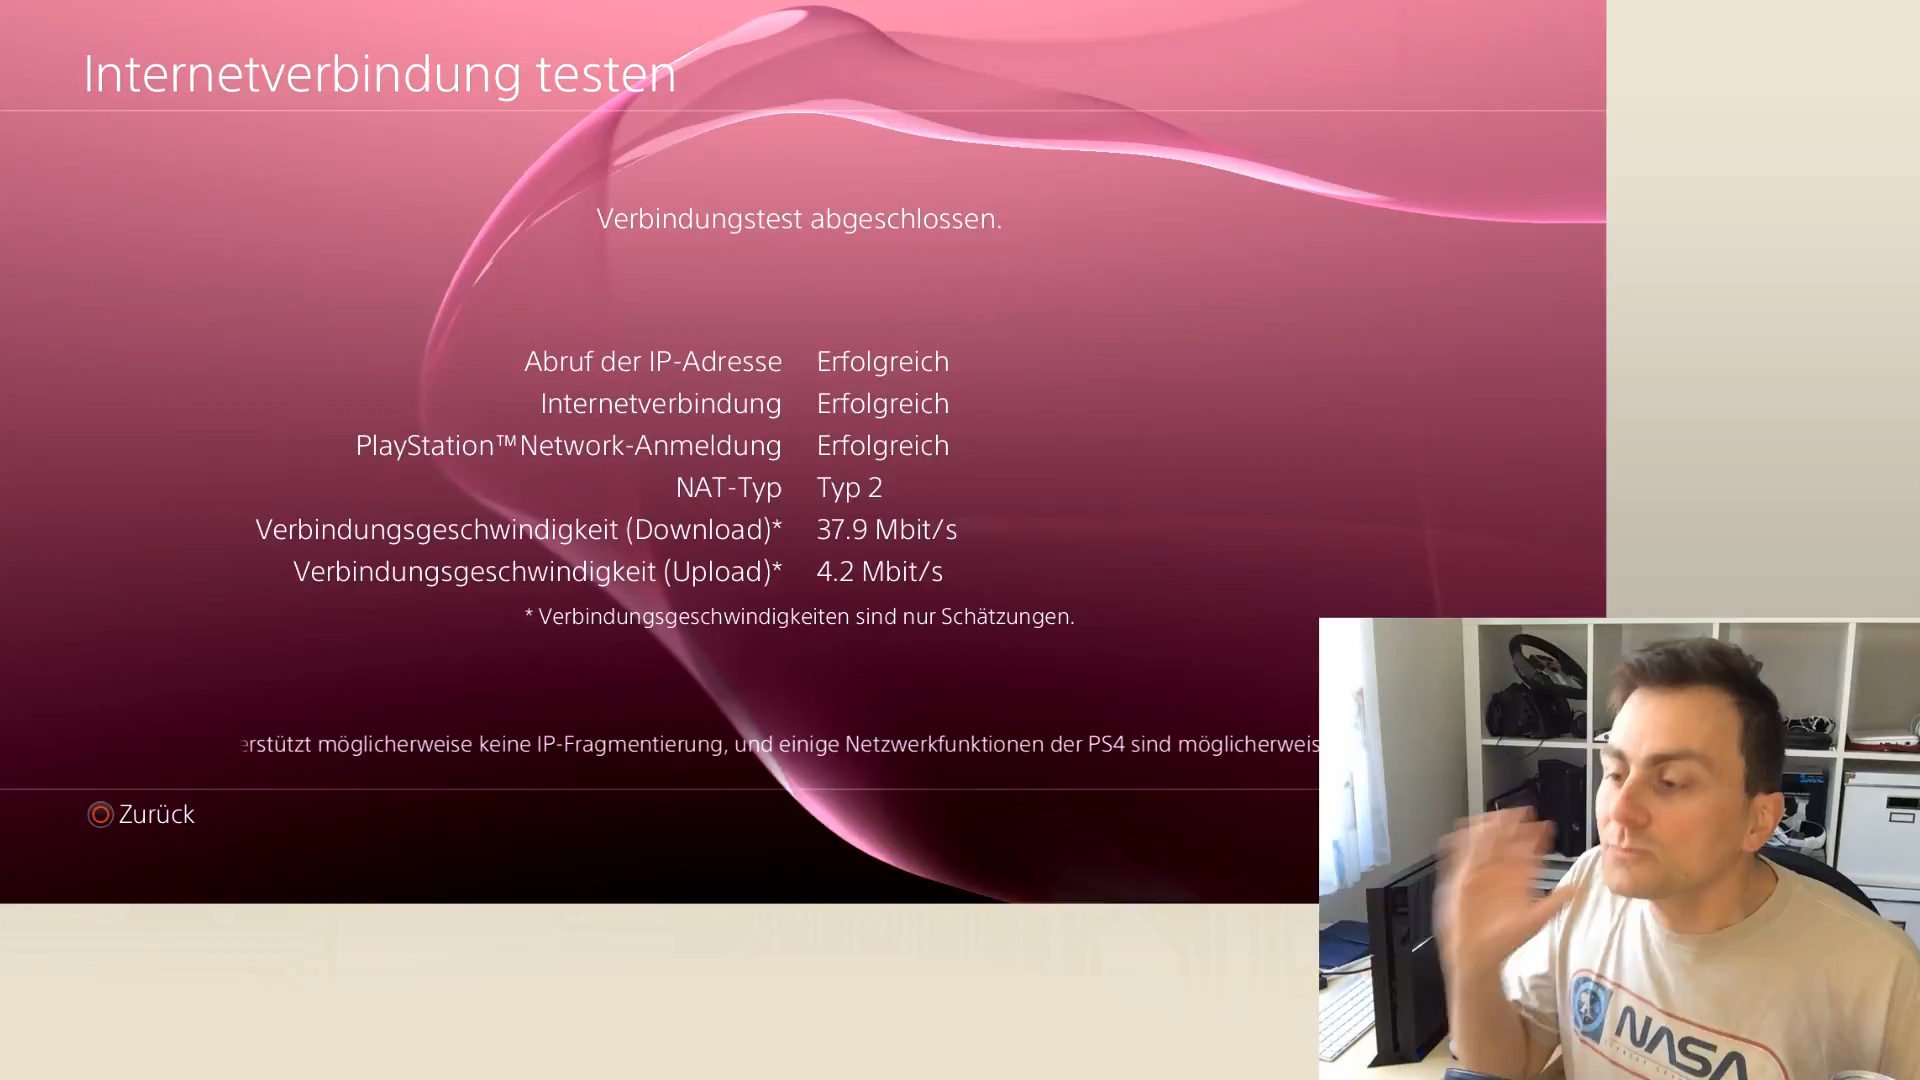 Internetverbindung testen
Verbindungstest abgeschlossen.
Abruf der IP-Adresse Erfolgreich
Internetverbindung Erfolgreich
PlayStation™Network-Anmeldung Erfolgreich
NAT-Typ Typ 2
Verbindungsgeschwindigkeit (Download)* 37.9 Mbit/s
Verbindungsgeschwindigkeit (Upload)* 4.2 Mbit/s
* Verbindungsgeschwindigkeiten sind nur Schätzungen.
erstützt möglicherweise keine IP-Fragmentierung, und einige Netzwerkfunktionen der PS4 sind möglicherweis
Zurück
NASA